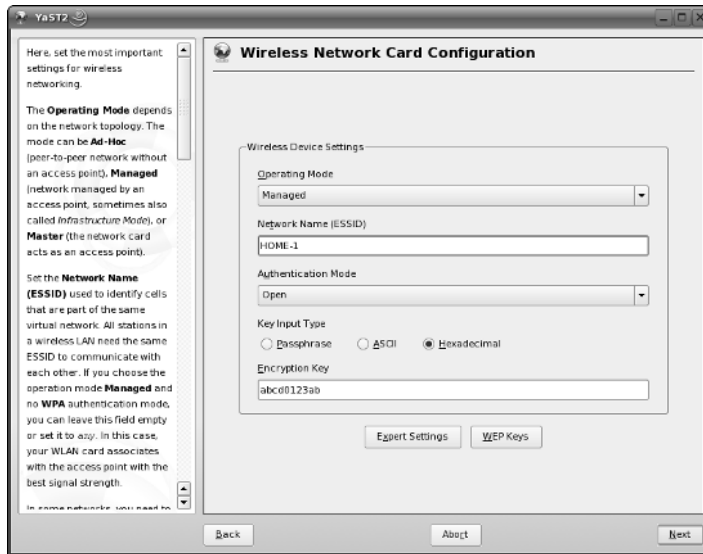 YaST2
Here, set the most important
settings for wireless
networking.
The Operating Mode depends
on the network topology. The
mode can be Ad-Hoc
(peer-to-peer network without
an access point), Managed
(network managed by an
access point, sometimes also
called Infrastructure Mode), or
Master (the network card
acts as an access point).
Set the Network Name
(ESSID) used to identify cells
that are part of the same
virtual network. All stations in
a wireless LAN need the same
ESSID to communicate with
each other. If you choose the
operation mode Managed and
no WPA authentication mode,
you can leave this field empty
or set it to any. In this case,
your WLAN card associates
with the access point with the
best signal strength.
In some networks, you need to
Wireless Network Card Configuration
Wireless Device Settings
Operating Mode
Managed
Network Name (ESSID)
HOME-1
Authentication Mode
Open
Key Input Type
Passphrase ASCII Hexadecimal
Encryption Key
abcd0123ab
Expert Settings WEP Keys
Back Abort Next